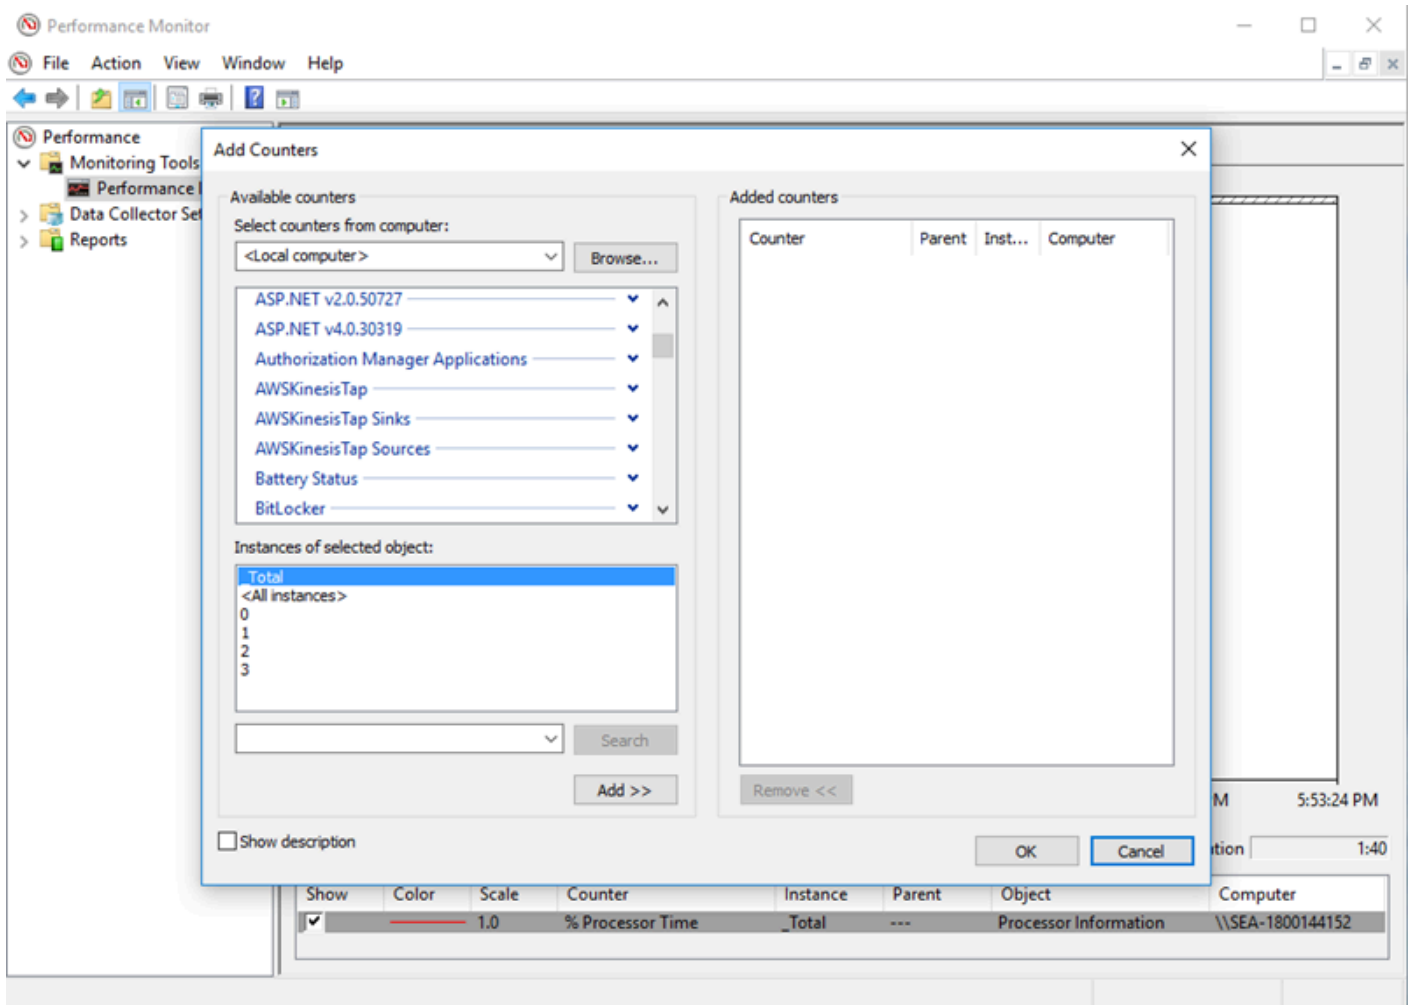 Performance Monitor
File Action View Window Help
Performance
Monitoring Tools
Performance
Data Collector Set
Reports
Add Counters
Available counters
Select counters from computer:
<Local computer>
Browse...
ASP.NET v2.0.50727
ASP.NET v4.0.30319
Authorization Manager Applications
AWSKinesisTap
AWSKinesisTap Sinks
AWSKinesisTap Sources
Battery Status
BitLocker
Instances of selected object:
_Total
<All instances>
0
1
2
3
Search
Add >>
Show description
Added counters
Counter Parent Inst... Computer
Remove <<
OK Cancel
M 5:53:24 PM
ation 1:40
Show Color Scale Counter Instance Parent Object Computer
1.0 % Processor Time _Total --- Processor Information \\SEA-1800144152